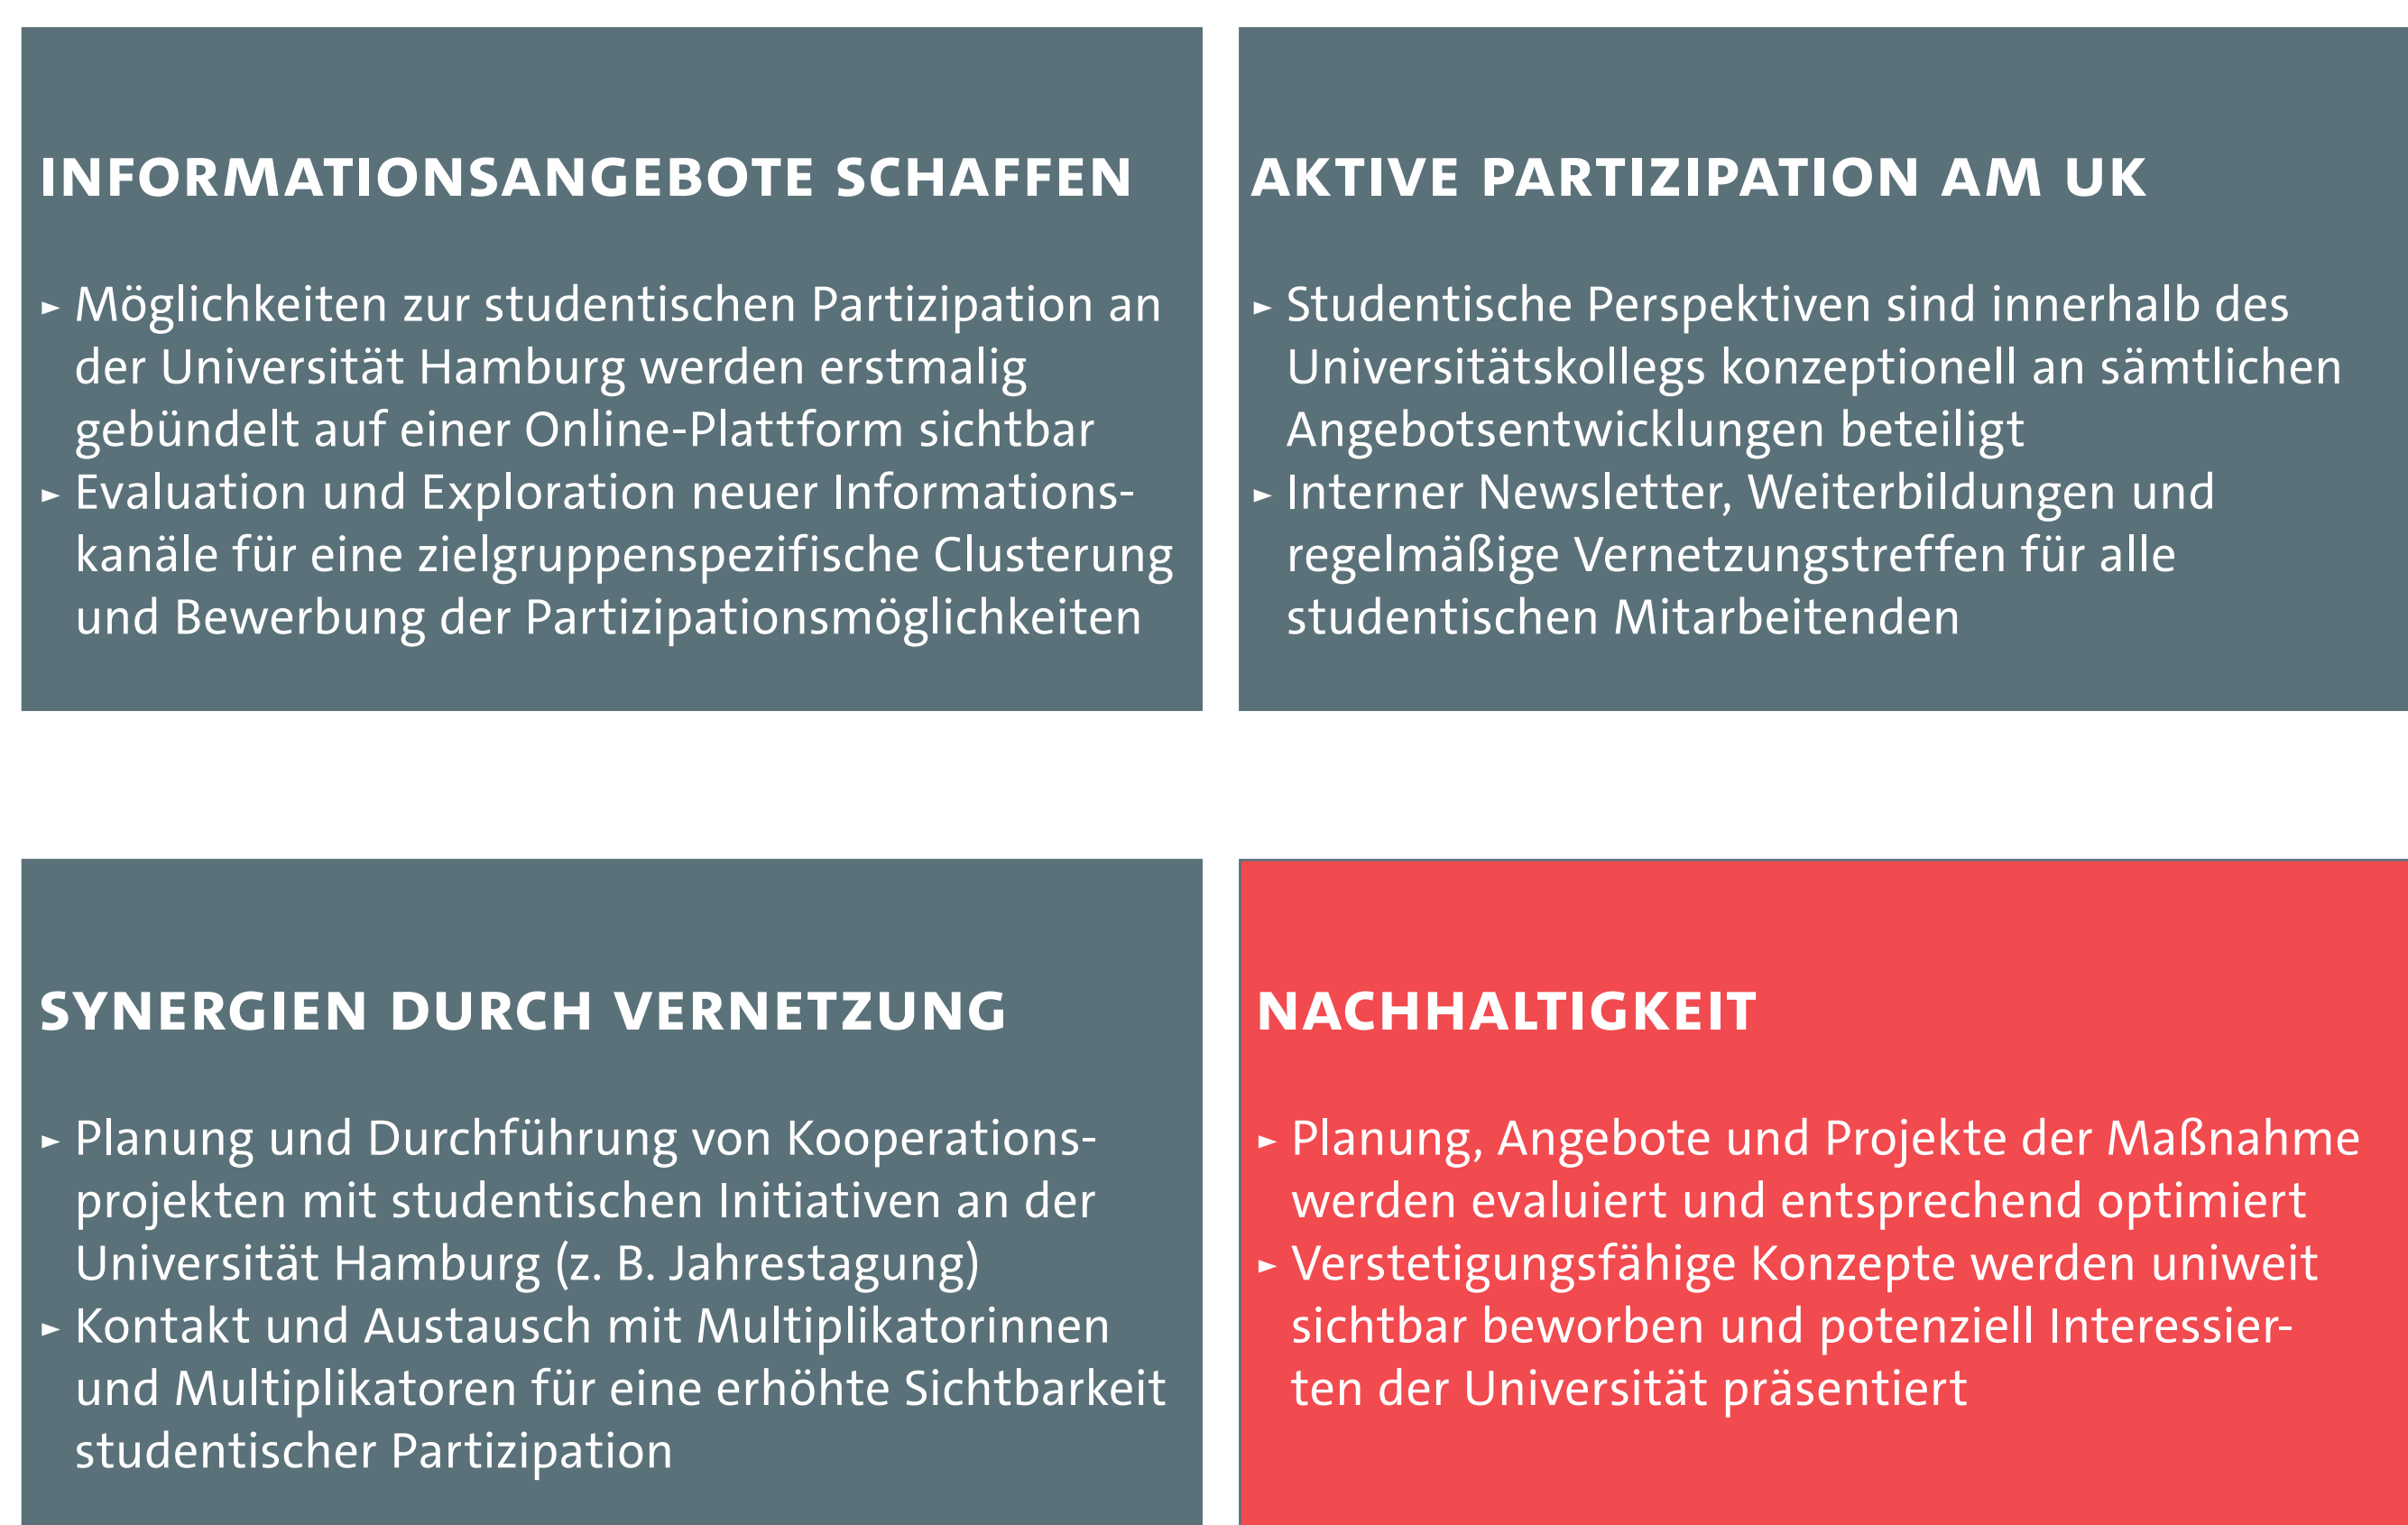 INFORMATIONSANGEBOTE SCHAFFEN
► Möglichkeiten zur studentischen Partizipation an
der Universität Hamburg werden erstmalig
gebündelt auf einer Online-Plattform sichtbar
► Evaluation und Exploration neuer Informations-
kanäle für eine zielgruppenspezifische Clusterung
und Bewerbung der Partizipationsmöglichkeiten
AKTIVE PARTIZIPATION AM UK
► Studentische Perspektiven sind innerhalb des
Universitätskollegs konzeptionell an sämtlichen
Angebotsentwicklungen beteiligt
► Interner Newsletter, Weiterbildungen und
regelmäßige Vernetzungstreffen für alle
studentischen Mitarbeitenden
SYNERGIEN DURCH VERNETZUNG
► Planung und Durchführung von Kooperations-
projekten mit studentischen Initiativen an der
Universität Hamburg (z. B. Jahrestagung)
► Kontakt und Austausch mit Multiplikatorinnen
und Multiplikatoren für eine erhöhte Sichtbarkeit
studentischer Partizipation
NACHHALTIGKEIT
► Planung, Angebote und Projekte der Maßnahme
werden evaluiert und entsprechend optimiert
► Verstetigungsfähige Konzepte werden uniweit
sichtbar beworben und potenziell Interessier-
ten der Universität präsentiert